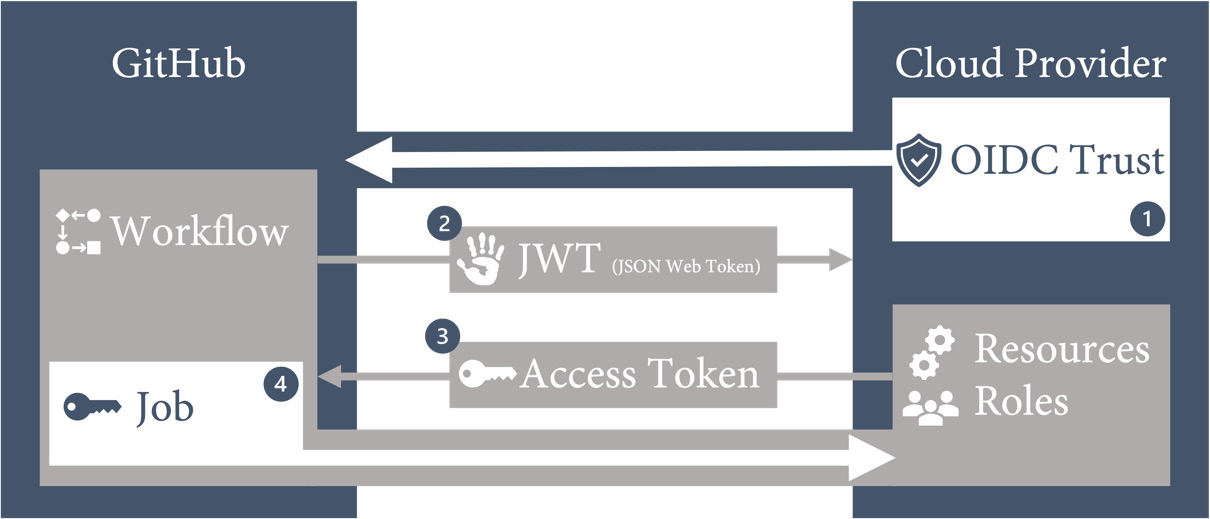 GitHub
Cloud Provider
OIDC Trust
1
Workflow
2
JWT (JSON Web Token)
3
Access Token
Resources
Roles
4
Job